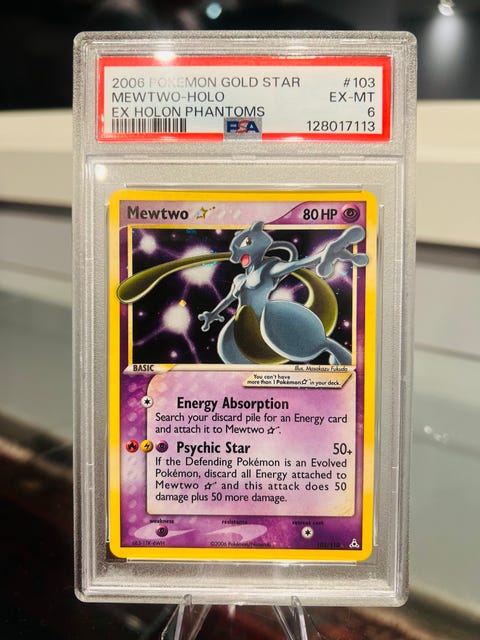 2006 POKEMON GOLD STAR #103
MEWTWO-HOLO EX-MT
EX HOLON PHANTOMS 6
PSA 128017113
Mewtwo ☆ 80 HP
BASIC
Illus. Masakazu Fukuda
You can't have
more than 1 Pokémon ☆ in your deck.
Energy Absorption
Search your discard pile for an Energy card
and attach it to Mewtwo ☆.
Psychic Star 50+
If the Defending Pokémon is an Evolved
Pokémon, discard all Energy attached to
Mewtwo ☆ and this attack does 50
damage plus 50 more damage.
weakness resistance retreat cost
©2006 Pokémon/Nintendo 103/110